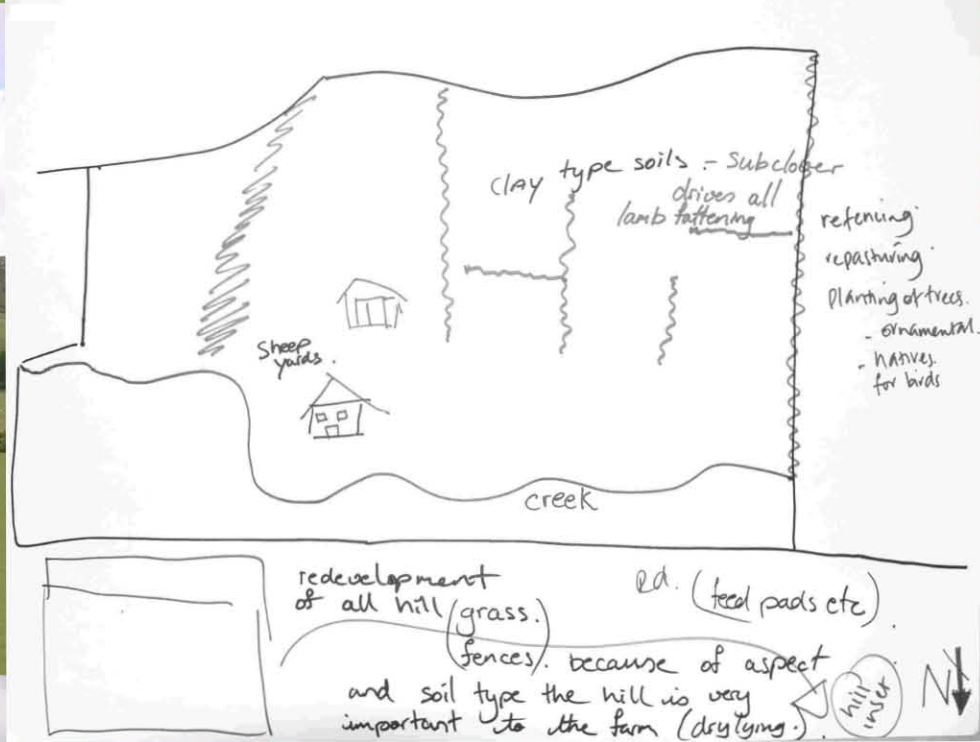 clay type soils - Subclover
drives all
lamb fattening
refencing
repasturing
Planting of trees.
- ornamental.
- natives.
for birds
Sheep
yards.
creek
redevelopment
of all hill (grass.
fences).
because of aspect
and soil type the hill is very
important to the farm (drylying.)
Rd. (feed pads etc)
hill
inset
N